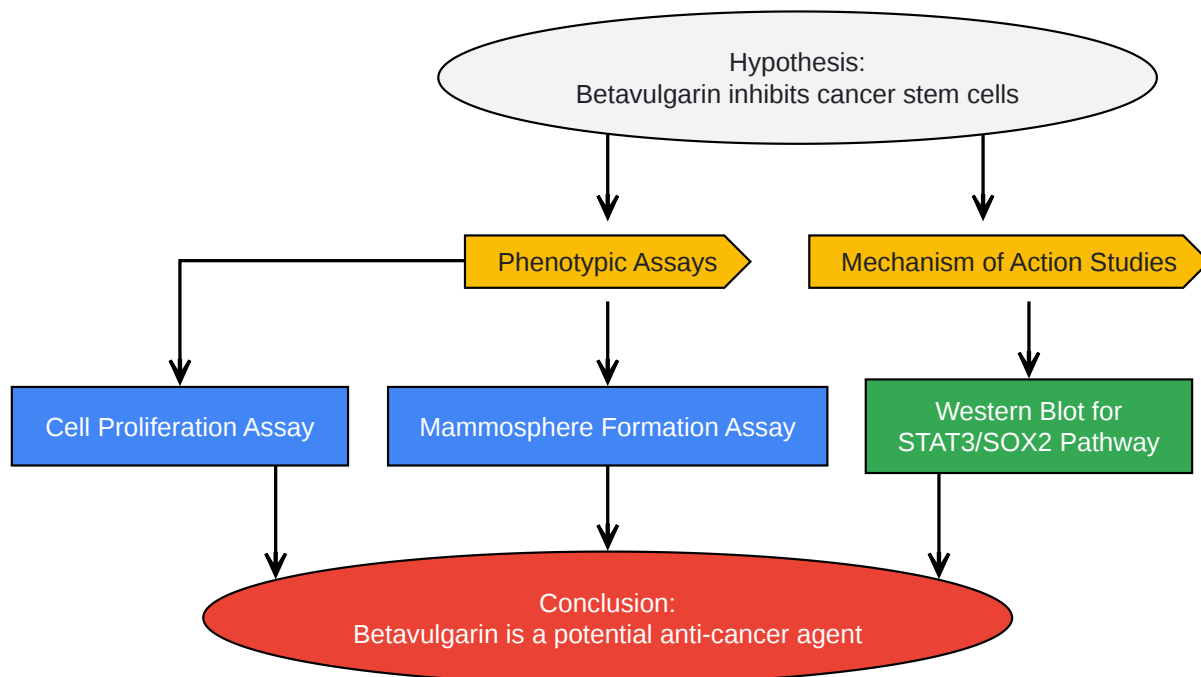 Hypothesis:
Betavulgarin inhibits cancer stem cells
Phenotypic Assays
Mechanism of Action Studies
Cell Proliferation Assay
Mammosphere Formation Assay
Western Blot for
STAT3/SOX2 Pathway
Conclusion:
Betavulgarin is a potential anti-cancer agent